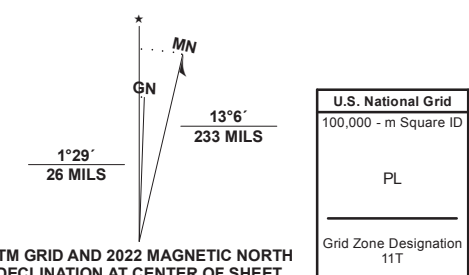 ★
MN
GN
1°29´
26 MILS
13°6´
233 MILS
TM GRID AND 2022 MAGNETIC NORTH
DECLINATION AT CENTER OF SHEET
U.S. National Grid
100,000 - m Square ID
PL
Grid Zone Designation
11T